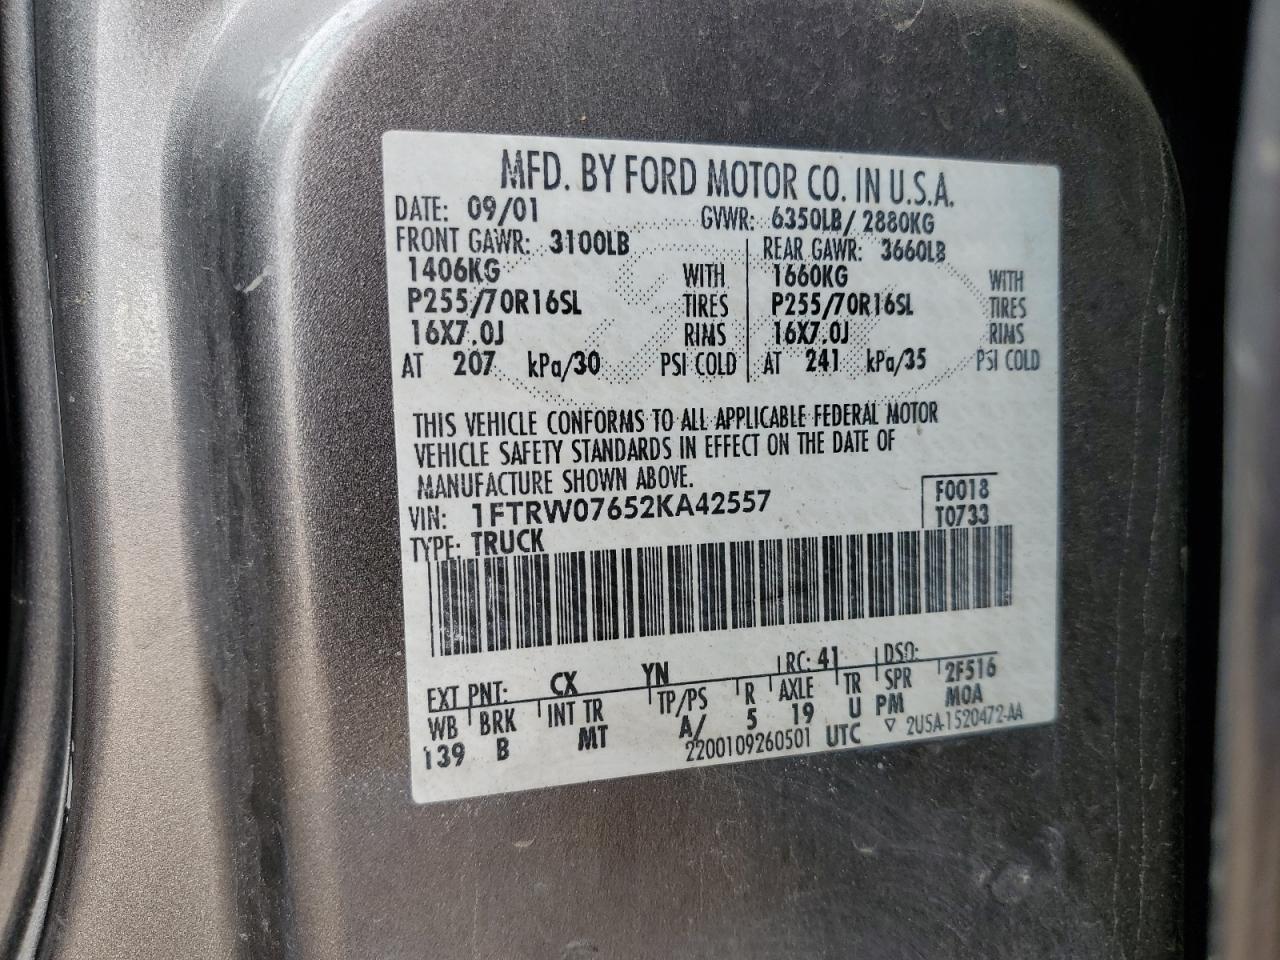 MFD. BY FORD MOTOR CO. IN U.S.A.
DATE: 09/01 GVWR: 6350LB/ 2880KG
FRONT GAWR: 3100LB REAR GAWR: 3660LB
1406KG WITH 1660KG WITH
P255/70R16SL TIRES P255/70R16SL TIRES
16X7.0J RIMS 16X7.0J RIMS
AT 207 kPa/30 PSI COLD AT 241 kPa/35 PSI COLD
THIS VEHICLE CONFORMS TO ALL APPLICABLE FEDERAL MOTOR
VEHICLE SAFETY STANDARDS IN EFFECT ON THE DATE OF
MANUFACTURE SHOWN ABOVE.
VIN: 1FTRW07652KA42557 F0018
TYPE: TRUCK T0733
EXT PNT: CX YN RC: 41 DSO:
WB BRK INT TR TP/PS R AXLE TR SPR 2F516
139 B MT A/ 5 19 U PM MOA
2200109260501 UTC ▽ 2U5A-1520472-AA